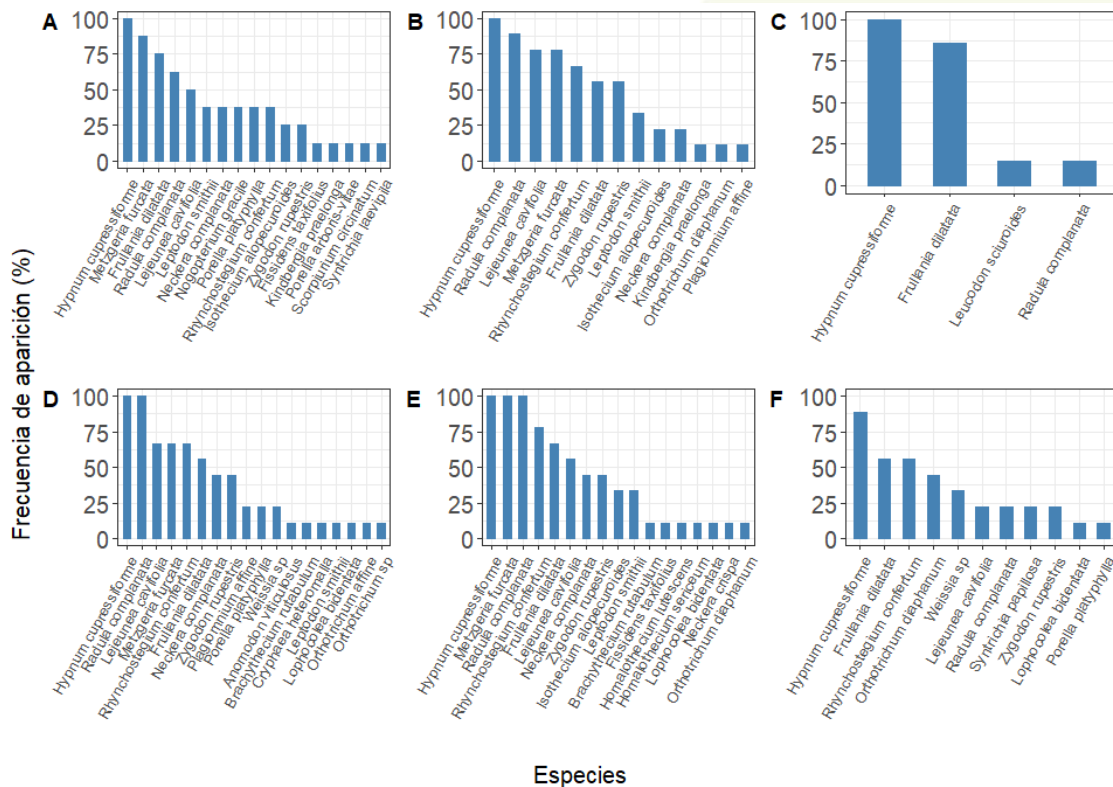 A
100
75
50
25
0
Hypnum cupressiforme
Metzgeria furcata
Frullania dilatata
Radula complanata
Lejeunea cavifolia
Leptodon smithii
Neckera complanata
Nogopterium gracile
Porella platyphylla
Rhynchostegium confertum
Isothecium alopecuroides
Zygodon rupestris
Fissidens taxifolius
Kindbergia praelonga
Porella arboris-vitae
Scorpiurium circinatum
Syntrichia laevipila
B
100
75
50
25
0
Hypnum cupressiforme
Radula complanata
Lejeunea cavifolia
Metzgeria furcata
Rhynchostegium confertum
Frullania dilatata
Zygodon rupestris
Leptodon smithii
Isothecium alopecuroides
Neckera complanata
Kindbergia praelonga
Orthotrichum diaphanum
Plagiomnium affine
C
100
75
50
25
0
Hypnum cupressiforme
Frullania dilatata
Leucodon sciuroides
Radula complanata
Frecuencia de aparición (%)
D
100
75
50
25
0
Hypnum cupressiforme
Radula complanata
Lejeunea cavifolia
Metzgeria furcata
Rhynchostegium confertum
Frullania dilatata
Neckera complanata
Zygodon rupestris
Plagiomnium affine
Porella platyphylla
Weissia sp
Anomodon viticulosus
Brachythecium rutabulum
Cryphaea heteromalla
Leptodon smithii
Lophocolea bidentata
Orthotrichum affine
Orthotrichum sp
E
100
75
50
25
0
Hypnum cupressiforme
Metzgeria furcata
Radula complanata
Rhynchostegium confertum
Frullania dilatata
Lejeunea cavifolia
Neckera complanata
Zygodon rupestris
Isothecium alopecuroides
Leptodon smithii
Brachythecium rutabulum
Fissidens taxifolius
Homalothecium lutescens
Homalothecium sericeum
Lophocolea bidentata
Neckera crispa
Orthotrichum diaphanum
F
100
75
50
25
0
Hypnum cupressiforme
Frullania dilatata
Rhynchostegium confertum
Orthotrichum diaphanum
Weissia sp
Lejeunea cavifolia
Radula complanata
Syntrichia papillosa
Zygodon rupestris
Lophocolea bidentata
Porella platyphylla
Especies